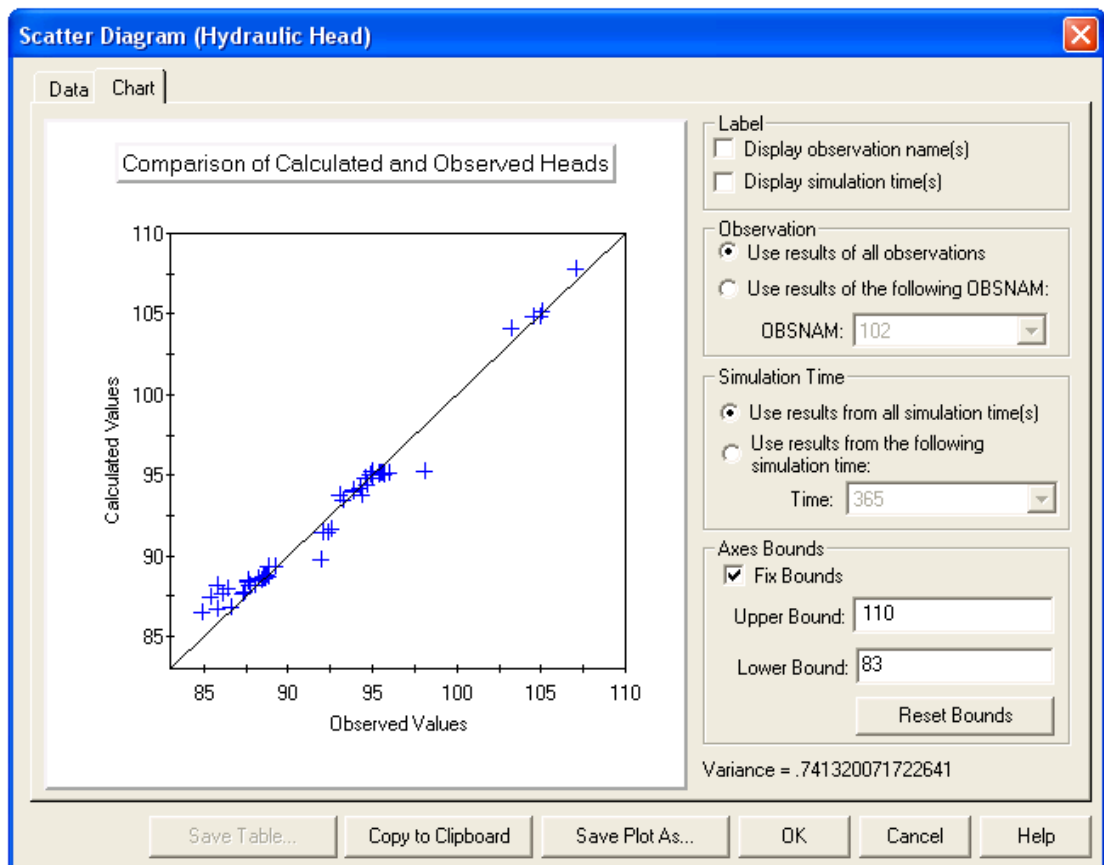 Scatter Diagram (Hydraulic Head)
Data
Chart
Comparison of Calculated and Observed Heads
110
105
100
95
90
85
Calculated Values
85
90
95
100
105
110
Observed Values
Label
Display observation name(s)
Display simulation time(s)
Observation
Use results of all observations
Use results of the following OBSNAM:
OBSNAM: 102
Simulation Time
Use results from all simulation time(s)
Use results from the following
simulation time:
Time: 365
Axes Bounds
Fix Bounds
Upper Bound: 110
Lower Bound: 83
Reset Bounds
Variance = .741320071722641
Save Table...
Copy to Clipboard
Save Plot As...
OK
Cancel
Help